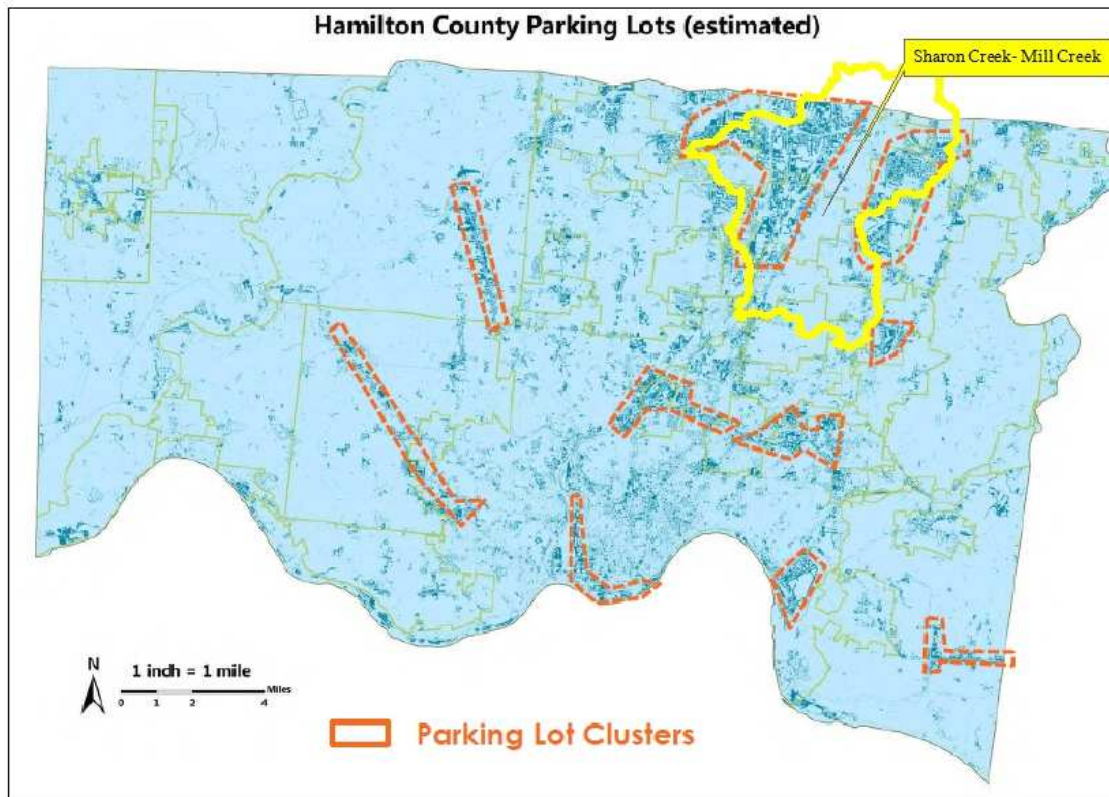 Hamilton County Parking Lots (estimated)
Sharon Creek- Mill Creek
N
1 indh = 1 mile
Miles
0 1 2 4
Parking Lot Clusters